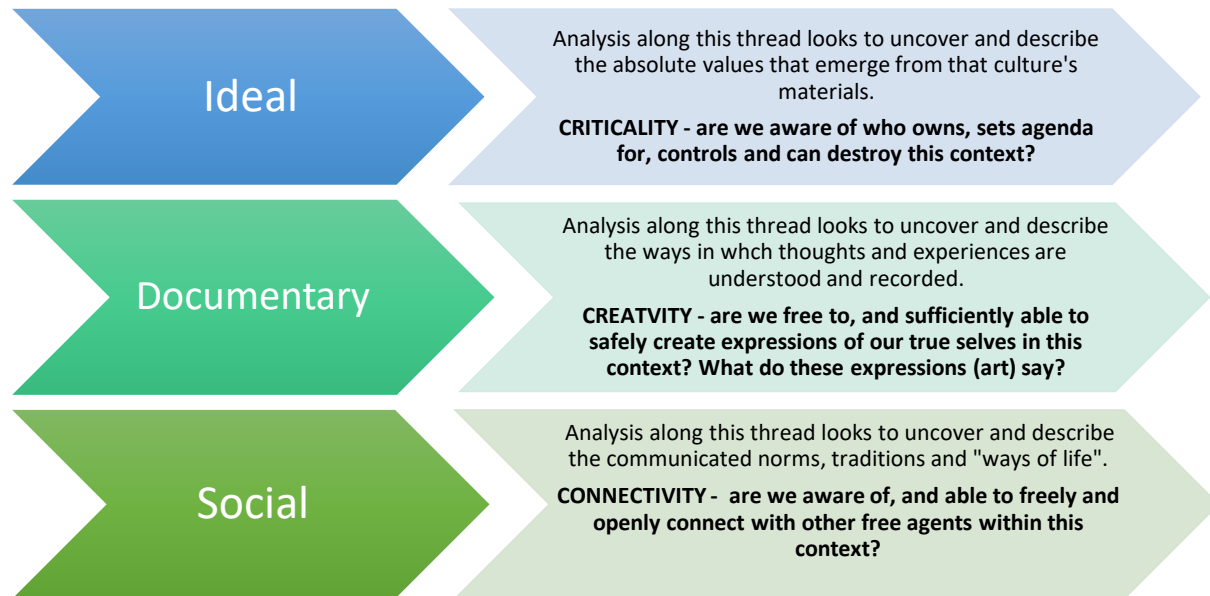 Ideal
Analysis along this thread looks to uncover and describe
the absolute values that emerge from that culture's
materials.
CRITICALITY - are we aware of who owns, sets agenda
for, controls and can destroy this context?
Documentary
Analysis along this thread looks to uncover and describe
the ways in whch thoughts and experiences are
understood and recorded.
CREATVITY - are we free to, and sufficiently able to
safely create expressions of our true selves in this
context? What do these expressions (art) say?
Social
Analysis along this thread looks to uncover and describe
the communicated norms, traditions and "ways of life".
CONNECTIVITY - are we aware of, and able to freely and
openly connect with other free agents within this
context?